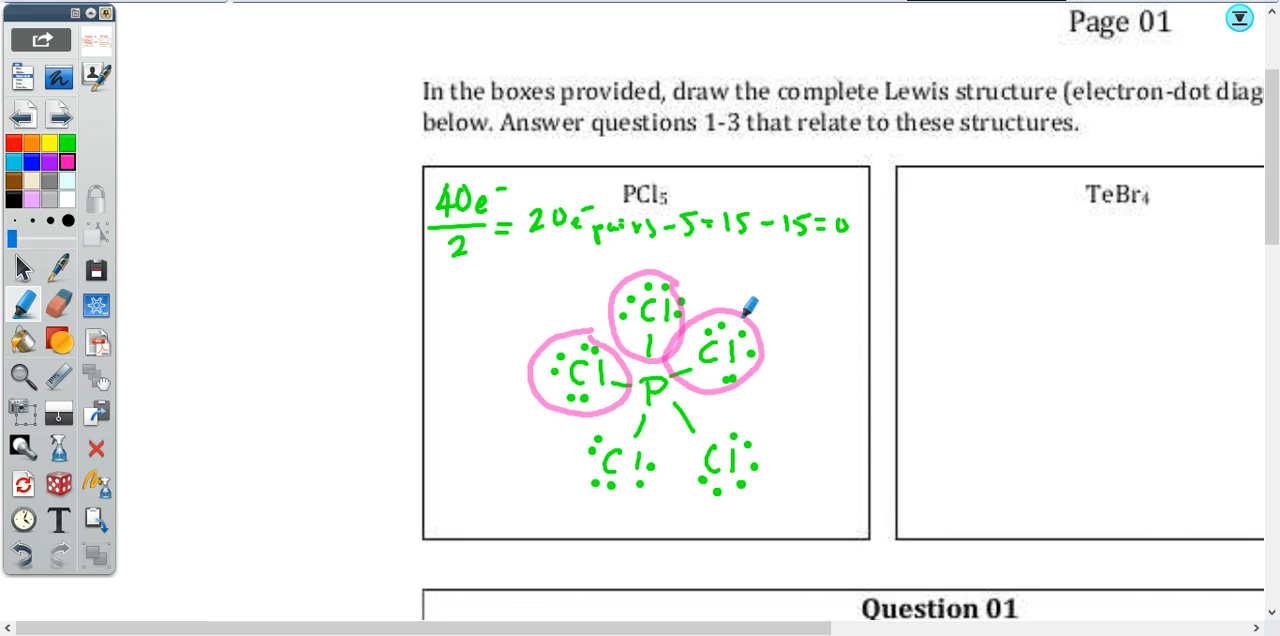 Page 01
In the boxes provided, draw the complete Lewis structure (electron-dot diag
below. Answer questions 1-3 that relate to these structures.
PCl5
TeBr4
40e-
2
= 20e- pairs - 5 = 15 - 15 = 0
Cl
Cl
Cl
P
Cl
Cl
Question 01
T